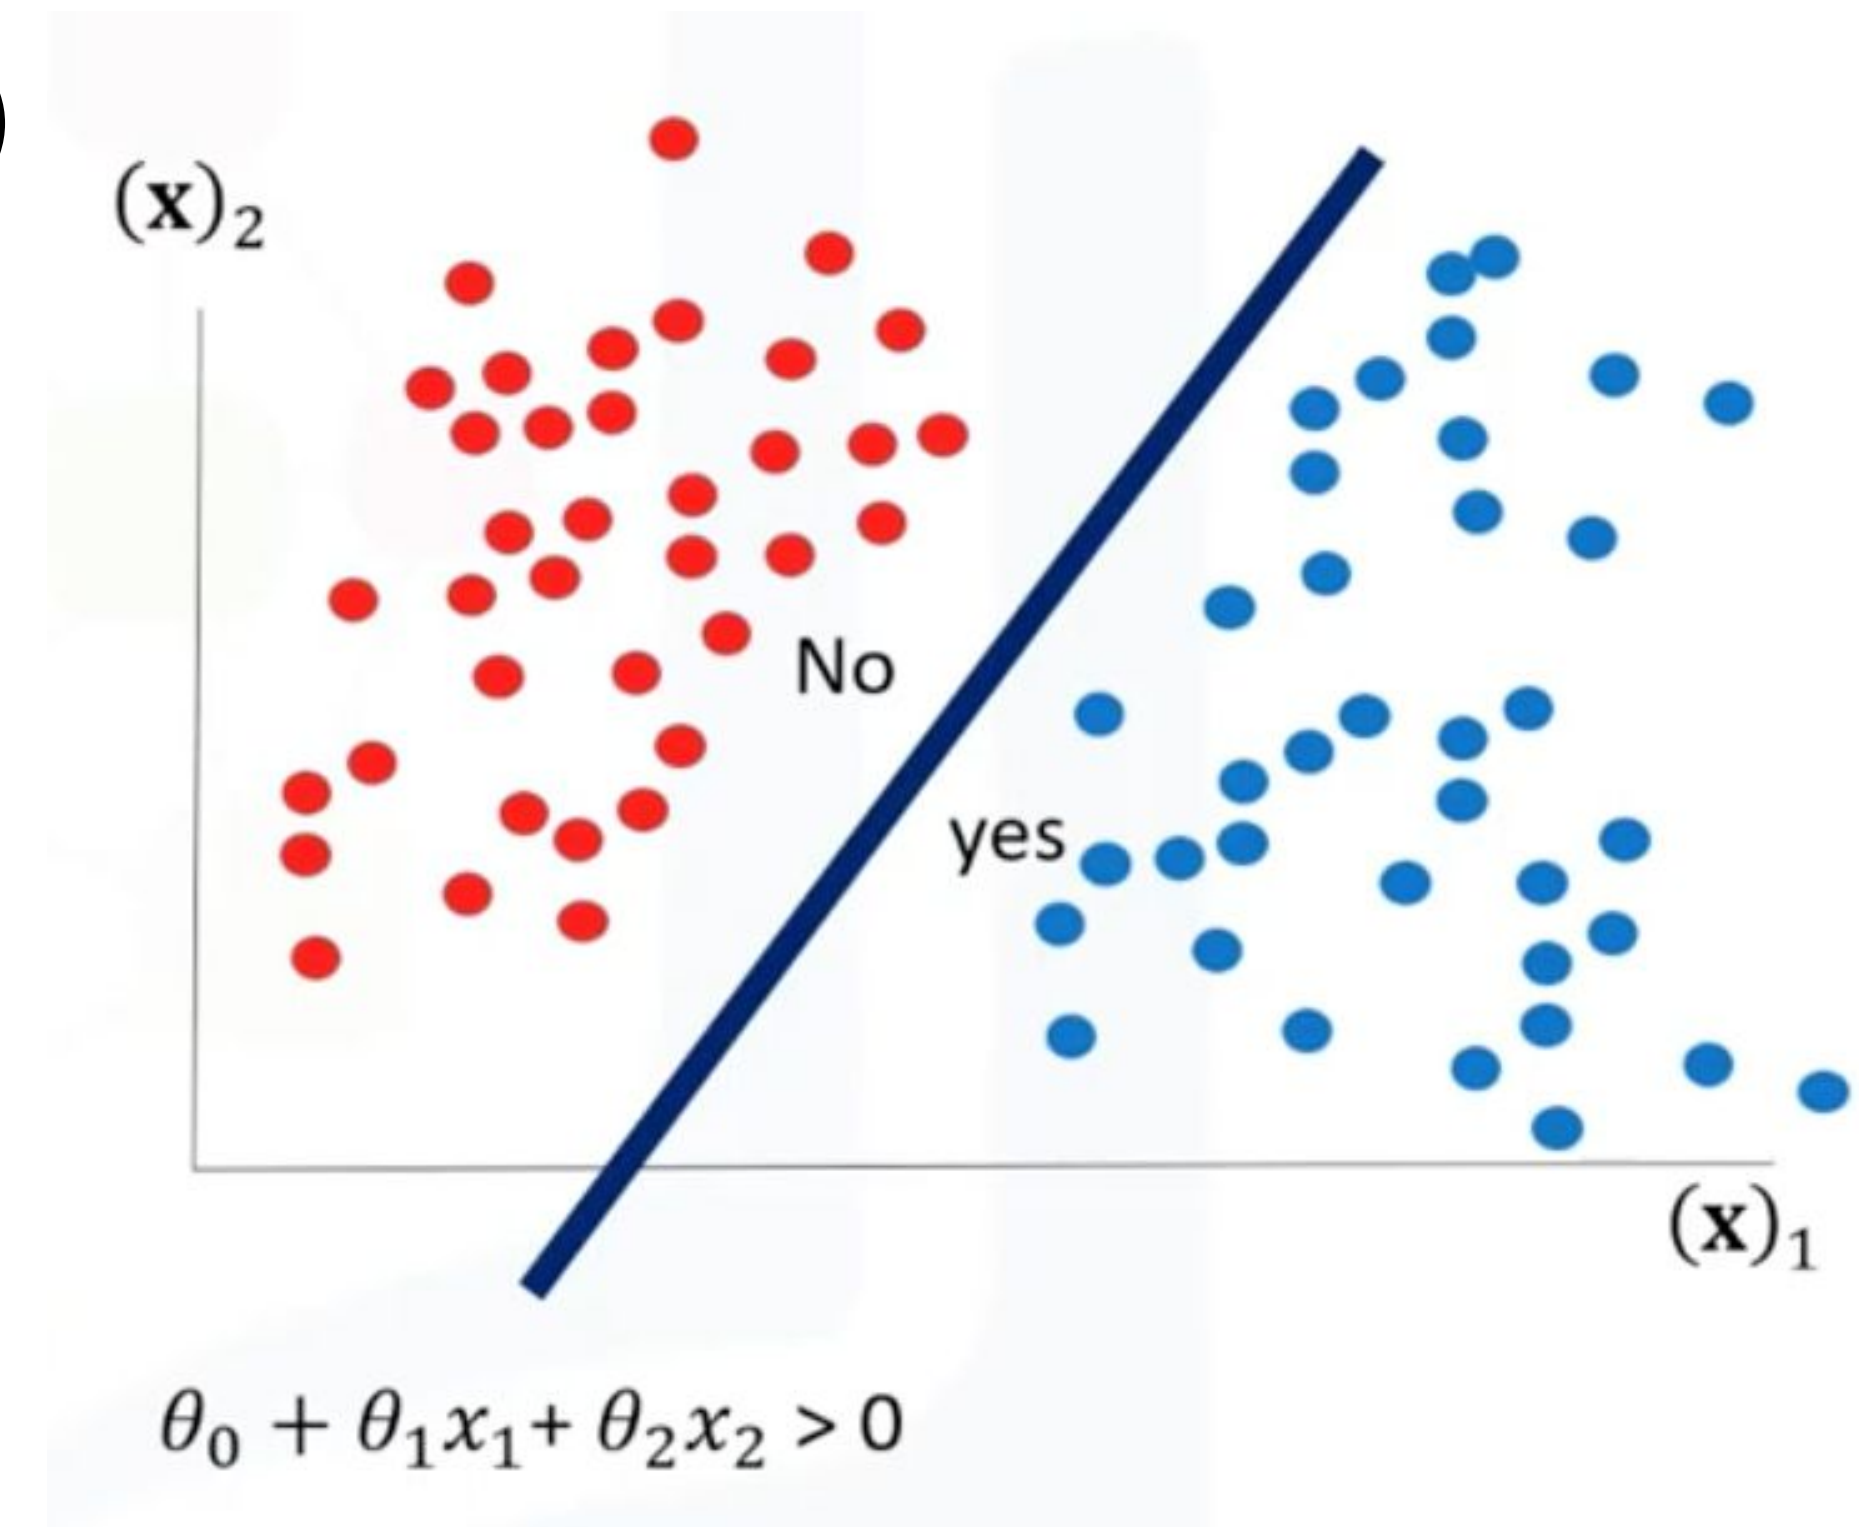 (x)₂
No
yes
(x)₁
θ₀ + θ₁x₁+ θ₂x₂ > 0